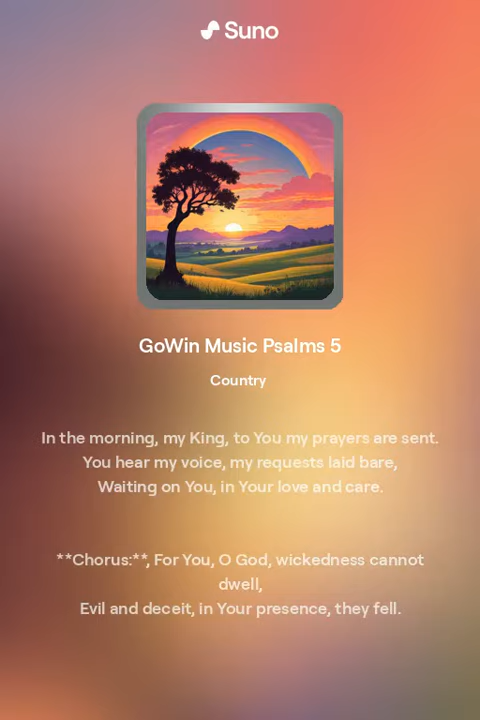 Suno
GoWin Music Psalms 5
Country
In the morning, my King, to You my prayers are sent.
You hear my voice, my requests laid bare,
Waiting on You, in Your love and care.
**Chorus:**, For You, O God, wickedness cannot
dwell,
Evil and deceit, in Your presence, they fell.